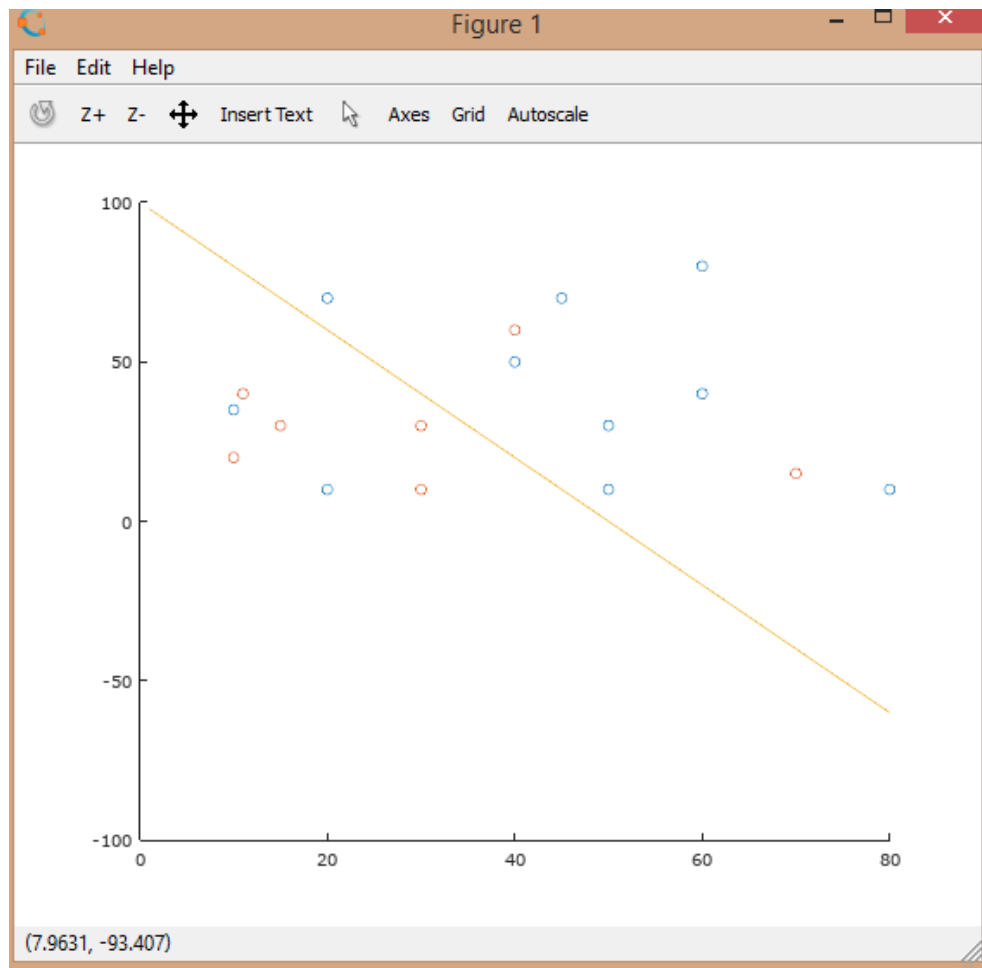 Figure 1
File Edit Help
Z+ Z- Insert Text Axes Grid Autoscale
100
50
0
-50
-100
0 20 40 60 80
(7.9631, -93.407)